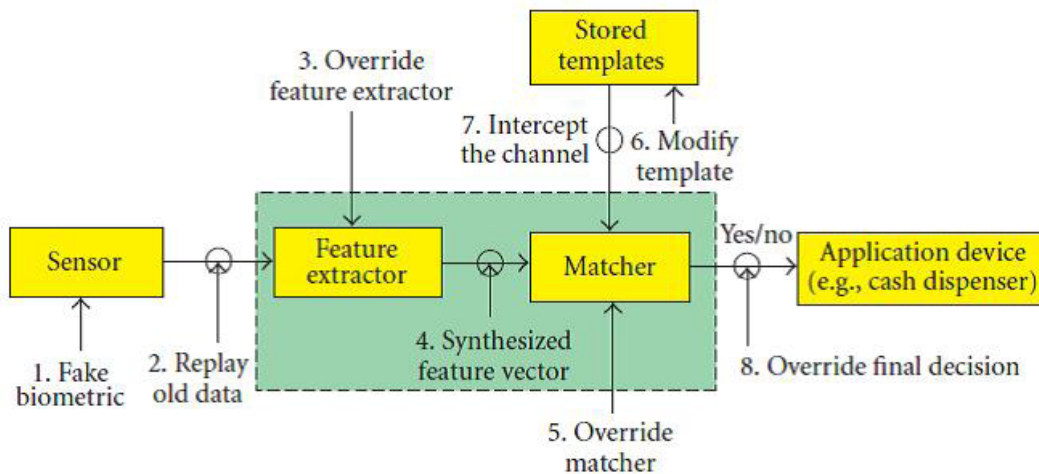 Stored
templates
3. Override
feature extractor
7. Intercept
the channel
6. Modify
template
Sensor
Feature
extractor
Matcher
Yes/no
Application device
(e.g., cash dispenser)
1. Fake
biometric
2. Replay
old data
4. Synthesized
feature vector
8. Override final decision
5. Override
matcher